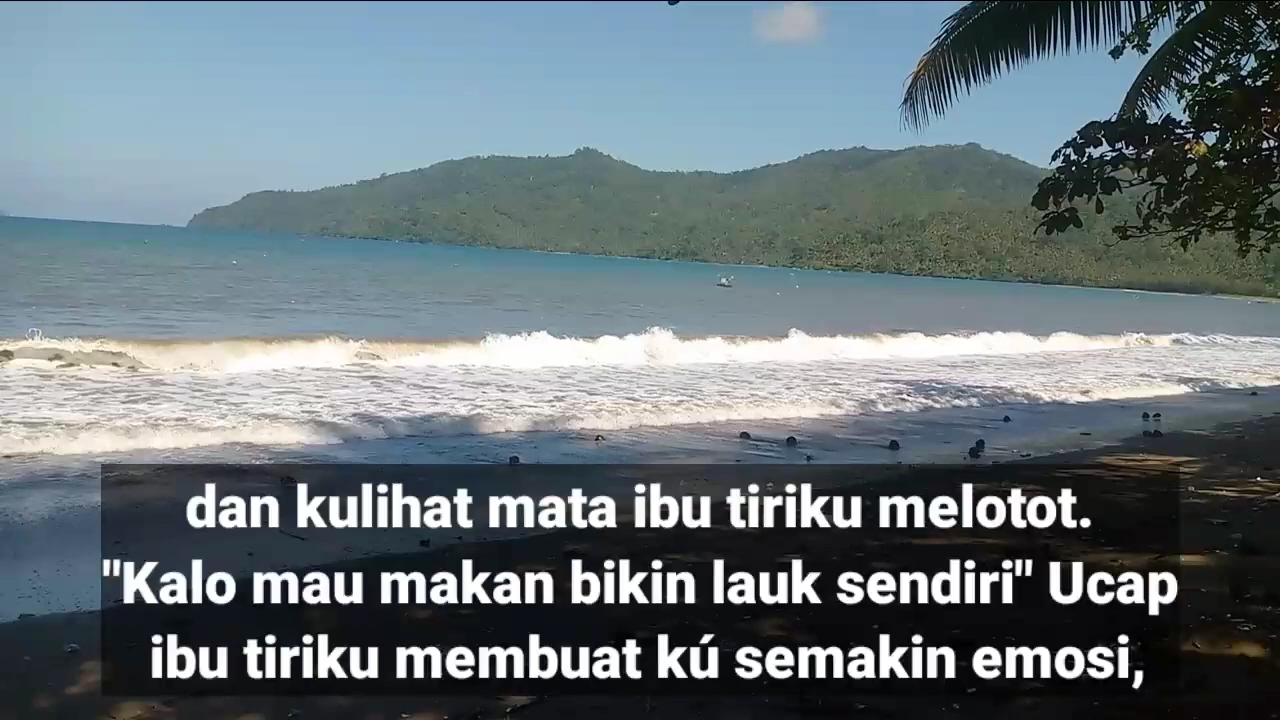 dan kulihat mata ibu tiriku melotot.
"Kalo mau makan bikin lauk sendiri" Ucap
ibu tiriku membuat kú semakin emosi,